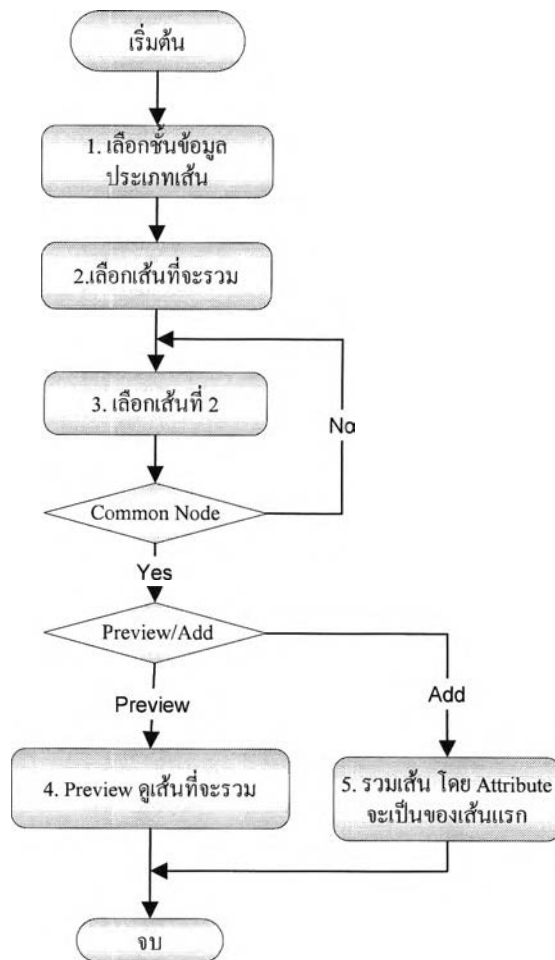 เริ่มต้น
1. เลือกชั้นข้อมูล
ประเภทเส้น
2.เลือกเส้นที่จะรวม
3. เลือกเส้นที่ 2
No
Common Node
Yes
Preview/Add
Preview
Add
4. Preview ดูเส้นที่จะรวม
5. รวมเส้น โดย Attribute
จะเป็นของเส้นแรก
จบ